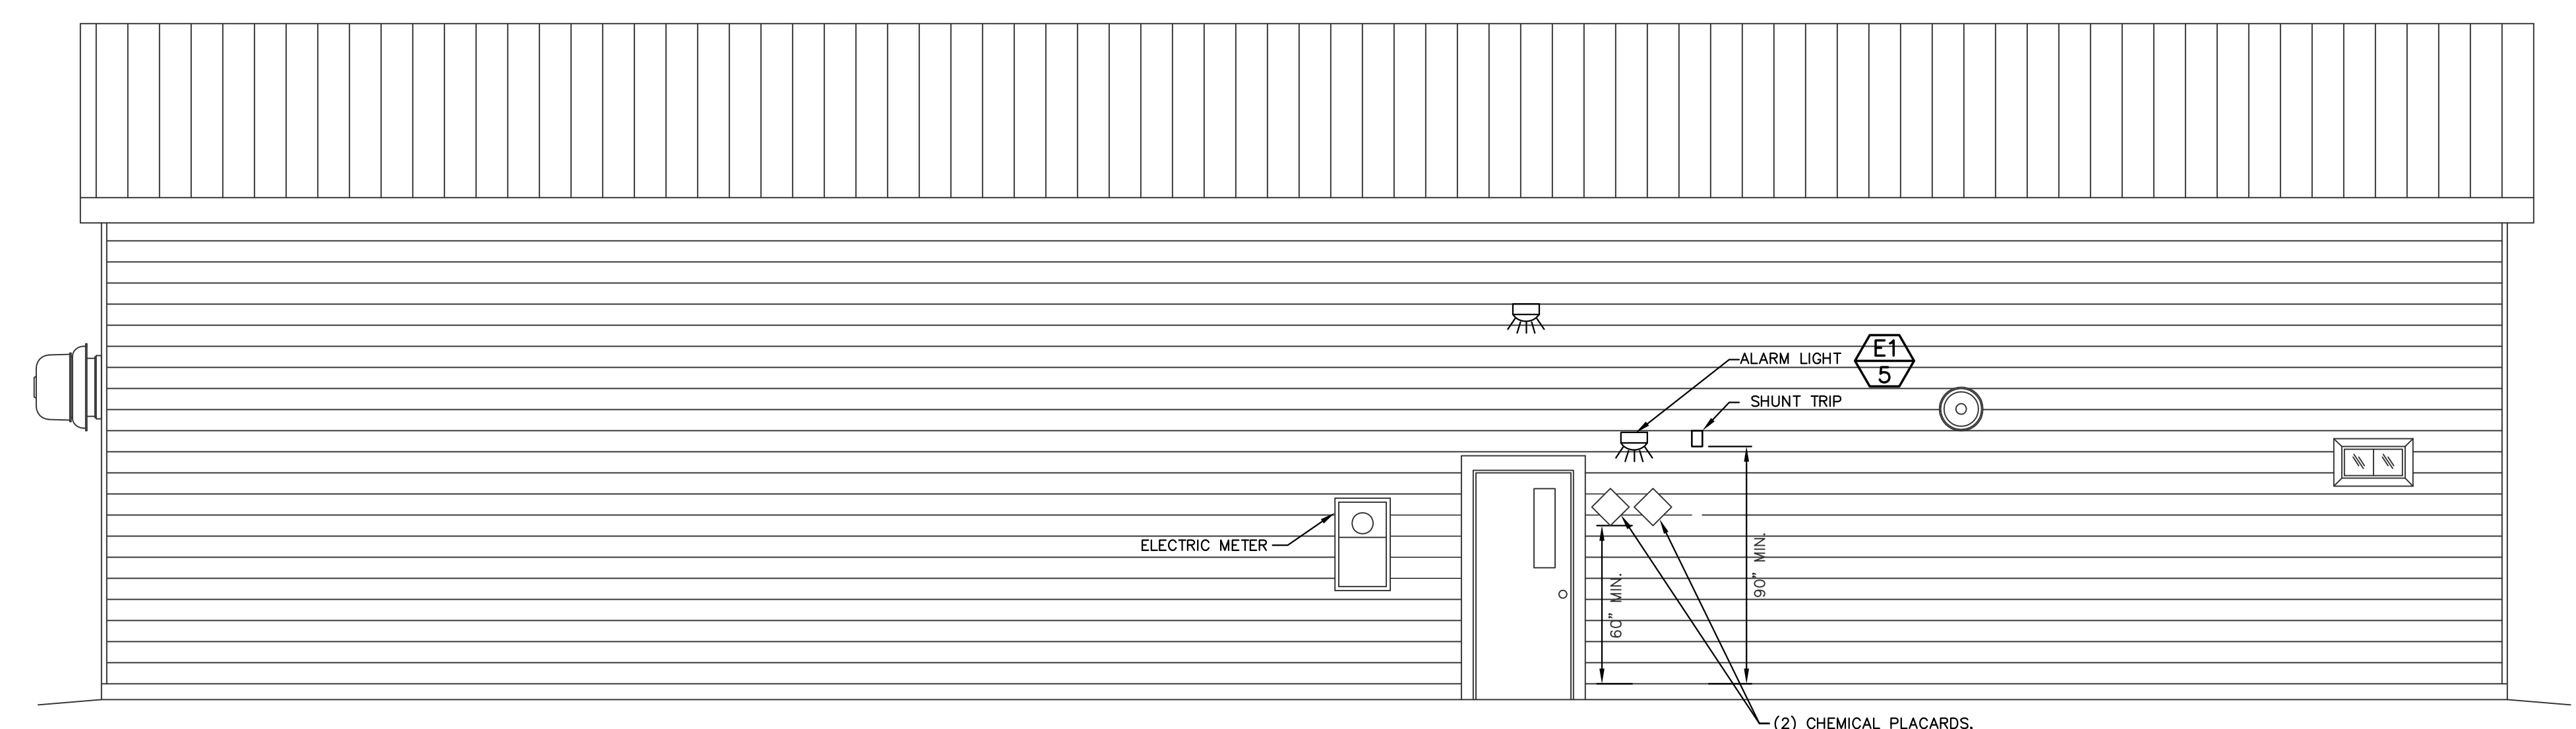 ALARM LIGHT
E1
5
SHUNT TRIP
ELECTRIC METER
60" MIN.
90" MIN.
(2) CHEMICAL PLACARDS,